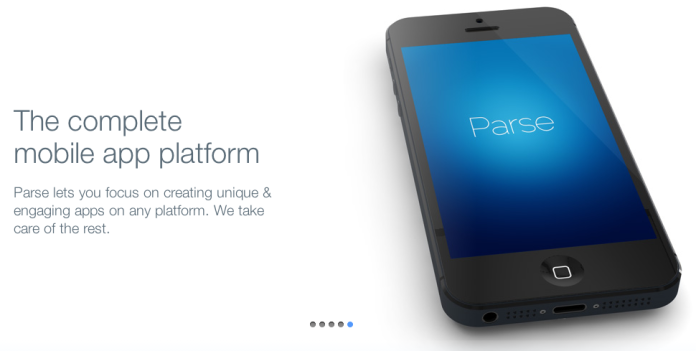 The complete
mobile app platform
Parse lets you focus on creating unique &
engaging apps on any platform. We take
care of the rest.
Parse